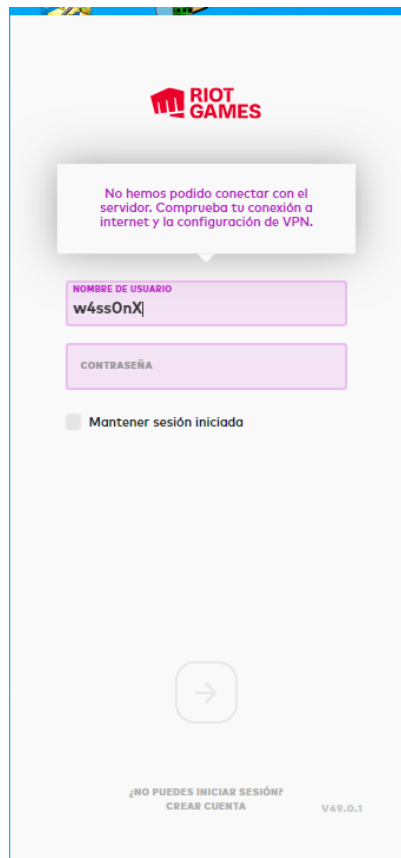 RIOT
GAMES
No hemos podido conectar con el
servidor. Comprueba tu conexión a
internet y la configuración de VPN.
NOMBRE DE USUARIO
w4ss0nX
CONTRASEÑA
Mantener sesión iniciada
¿NO PUEDES INICIAR SESIÓN?
CREAR CUENTA
V49.0.1